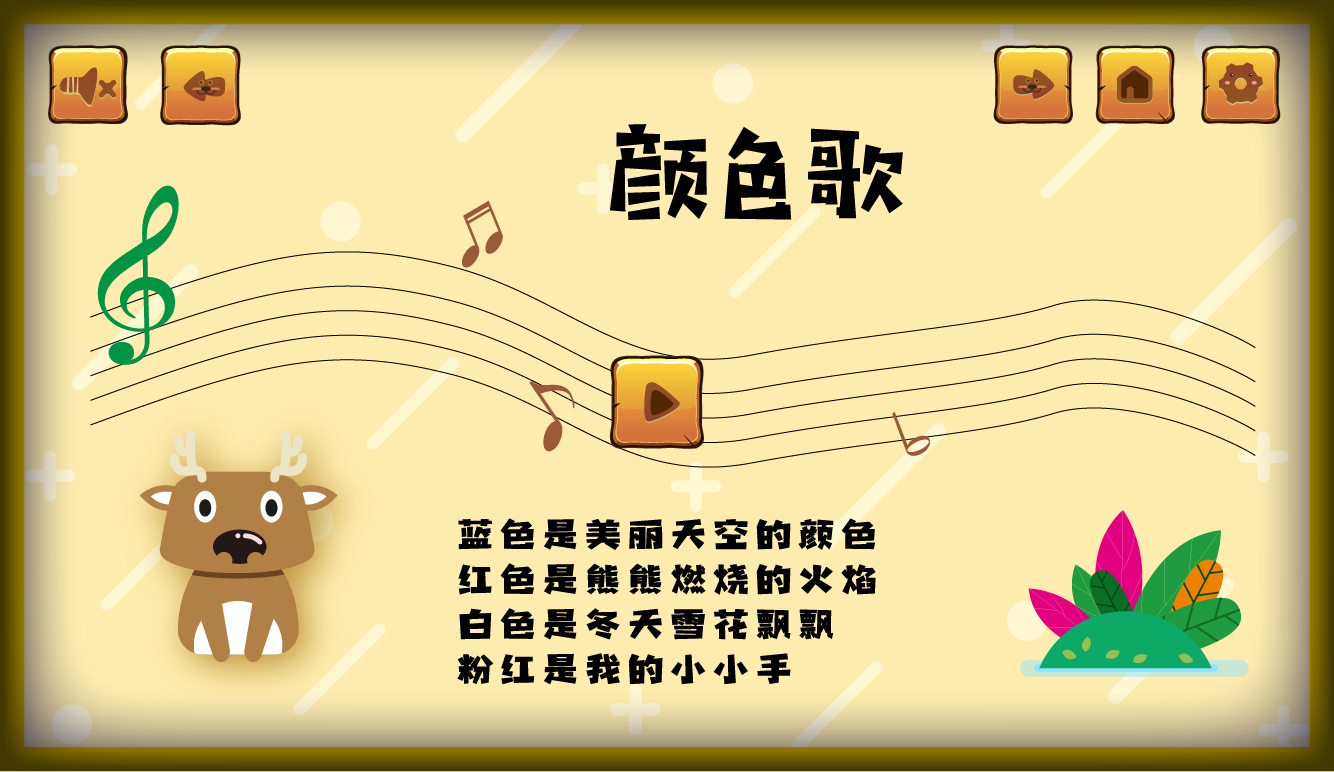 颜色歌
蓝色是美丽天空的颜色
红色是熊熊燃烧的火焰
白色是冬天雪花飘飘
粉红是我的小小手